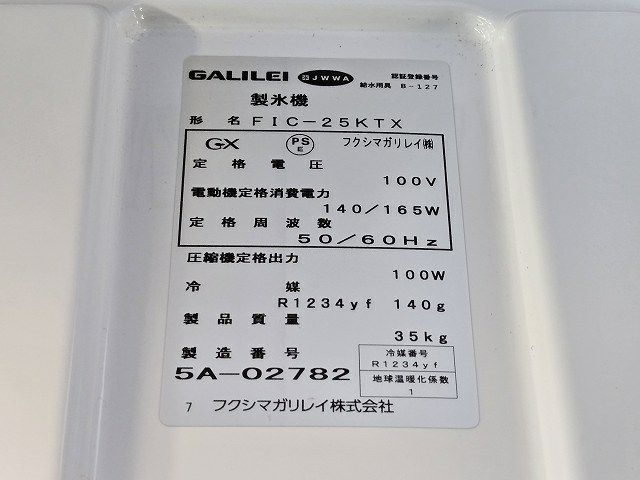 GALILEI JWWA 認証登録番号
給水用具 B-127
製氷機
形名 FIC-25KTX
GX PSE フクシマガリレイ㈱
定格電圧
100V
電動機定格消費電力
140/165W
定格周波数
50/60Hz
圧縮機定格出力
100W
冷媒
R1234yf 140g
製品質量
35kg
製造番号
5A-02782
冷媒番号
R1234yf
地球温暖化係数
1
7 フクシマガリレイ株式会社